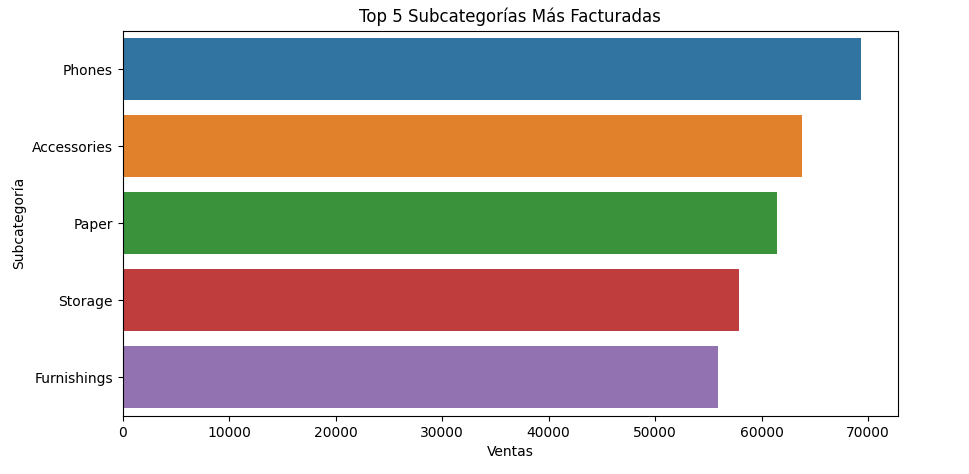 Top 5 Subcategorías Más Facturadas
Subcategoría
Phones
Accessories
Paper
Storage
Furnishings
0 10000 20000 30000 40000 50000 60000 70000
Ventas